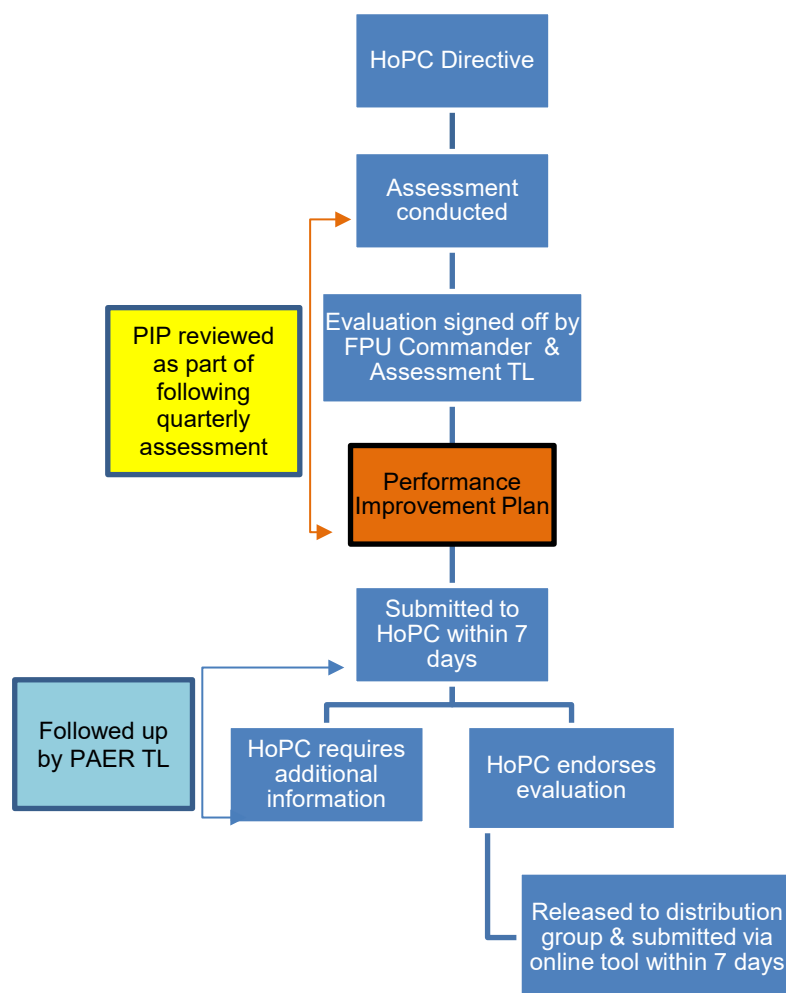 HoPC Directive
Assessment
conducted
Evaluation signed off by
FPU Commander & 
Assessment TL
PIP reviewed
as part of
following
quarterly
assessment
Performance
Improvement Plan
Submitted to
HoPC within 7
days
Followed up
by PAER TL
HoPC requires
additional
information
HoPC endorses
evaluation
Released to distribution
group & submitted via
online tool within 7 days